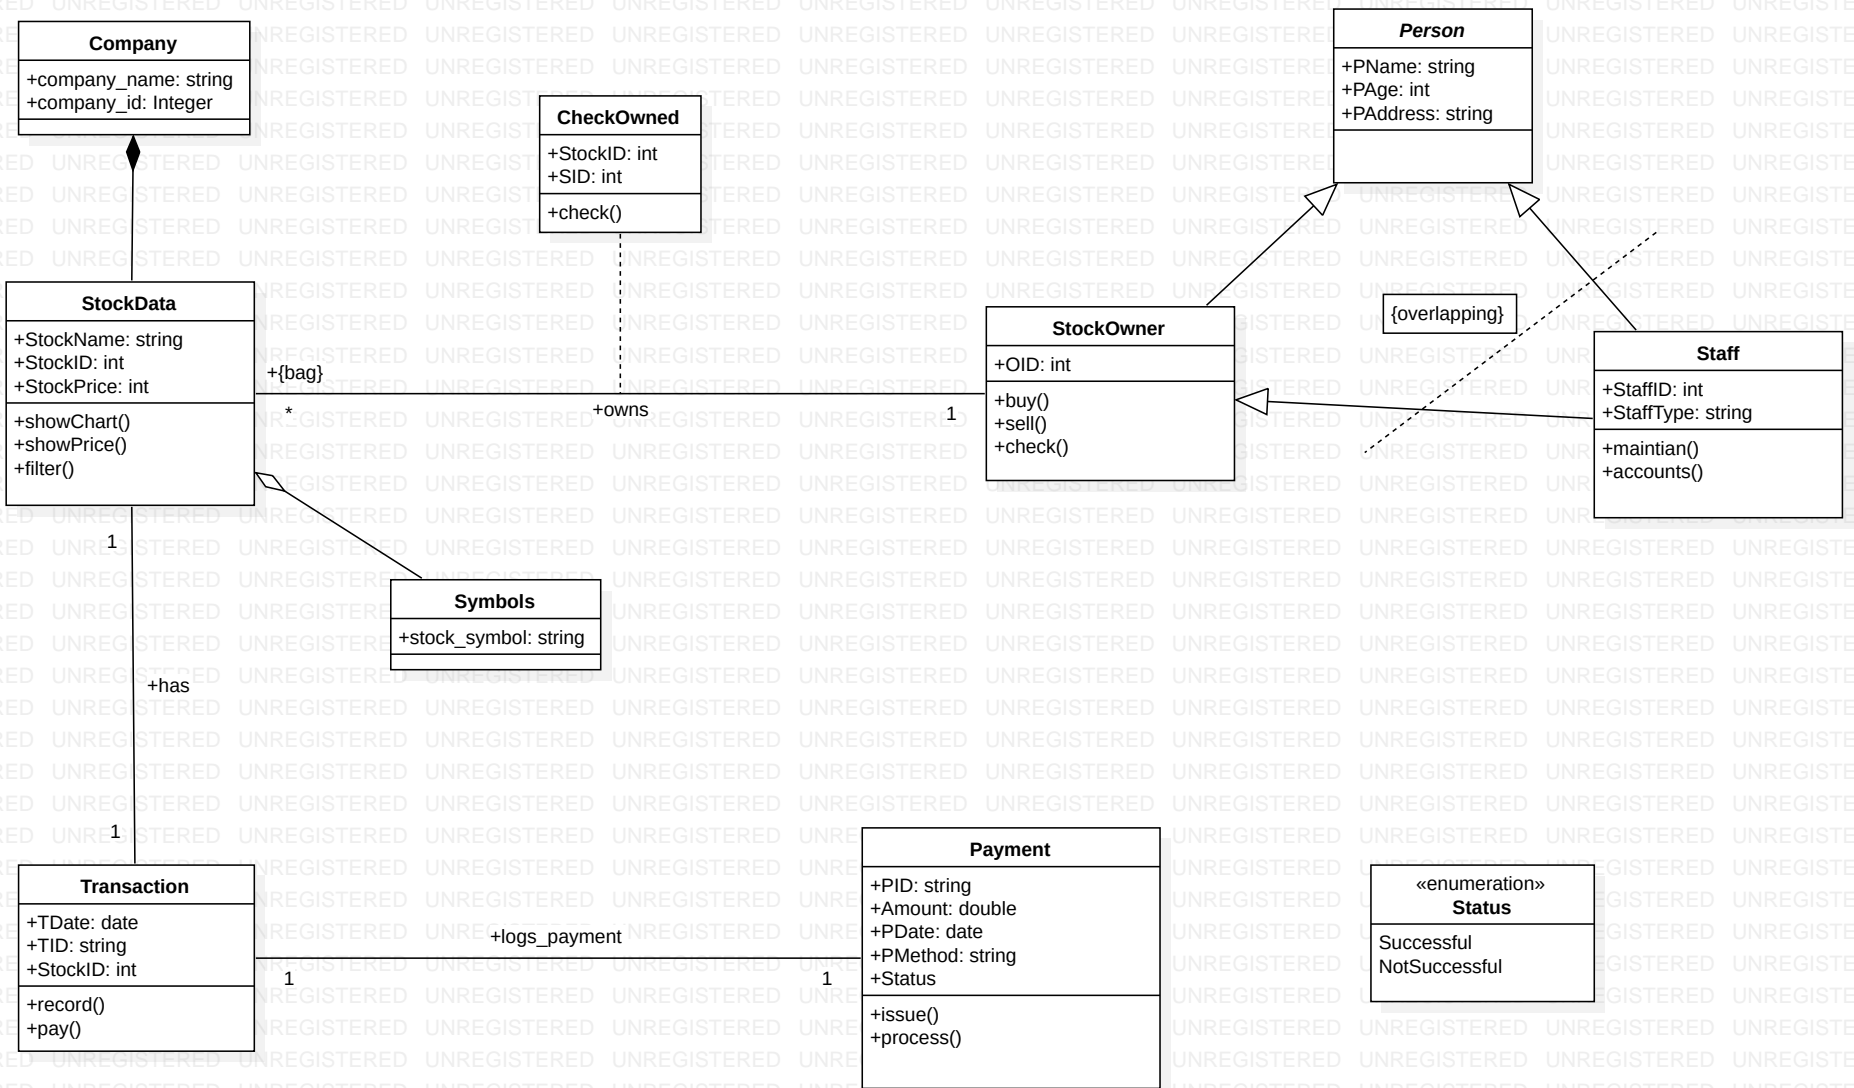 Company
+company_name: string
+company_id: Integer
CheckOwned
+StockID: int
+SID: int
+check()
Person
+PName: string
+PAge: int
+PAddress: string
StockData
+StockName: string
+StockID: int
+StockPrice: int
+showChart()
+showPrice()
+filter()
+{bag}
*
+owns
1
StockOwner
+OID: int
+buy()
+sell()
+check()
{overlapping}
Staff
+StaffID: int
+StaffType: string
+maintian()
+accounts()
1
+has
1
Symbols
+stock_symbol: string
Transaction
+TDate: date
+TID: string
+StockID: int
+record()
+pay()
+logs_payment
1
1
Payment
+PID: string
+Amount: double
+PDate: date
+PMethod: string
+Status
+issue()
+process()
«enumeration»
Status
Successful
NotSuccessful
UNREGISTERED